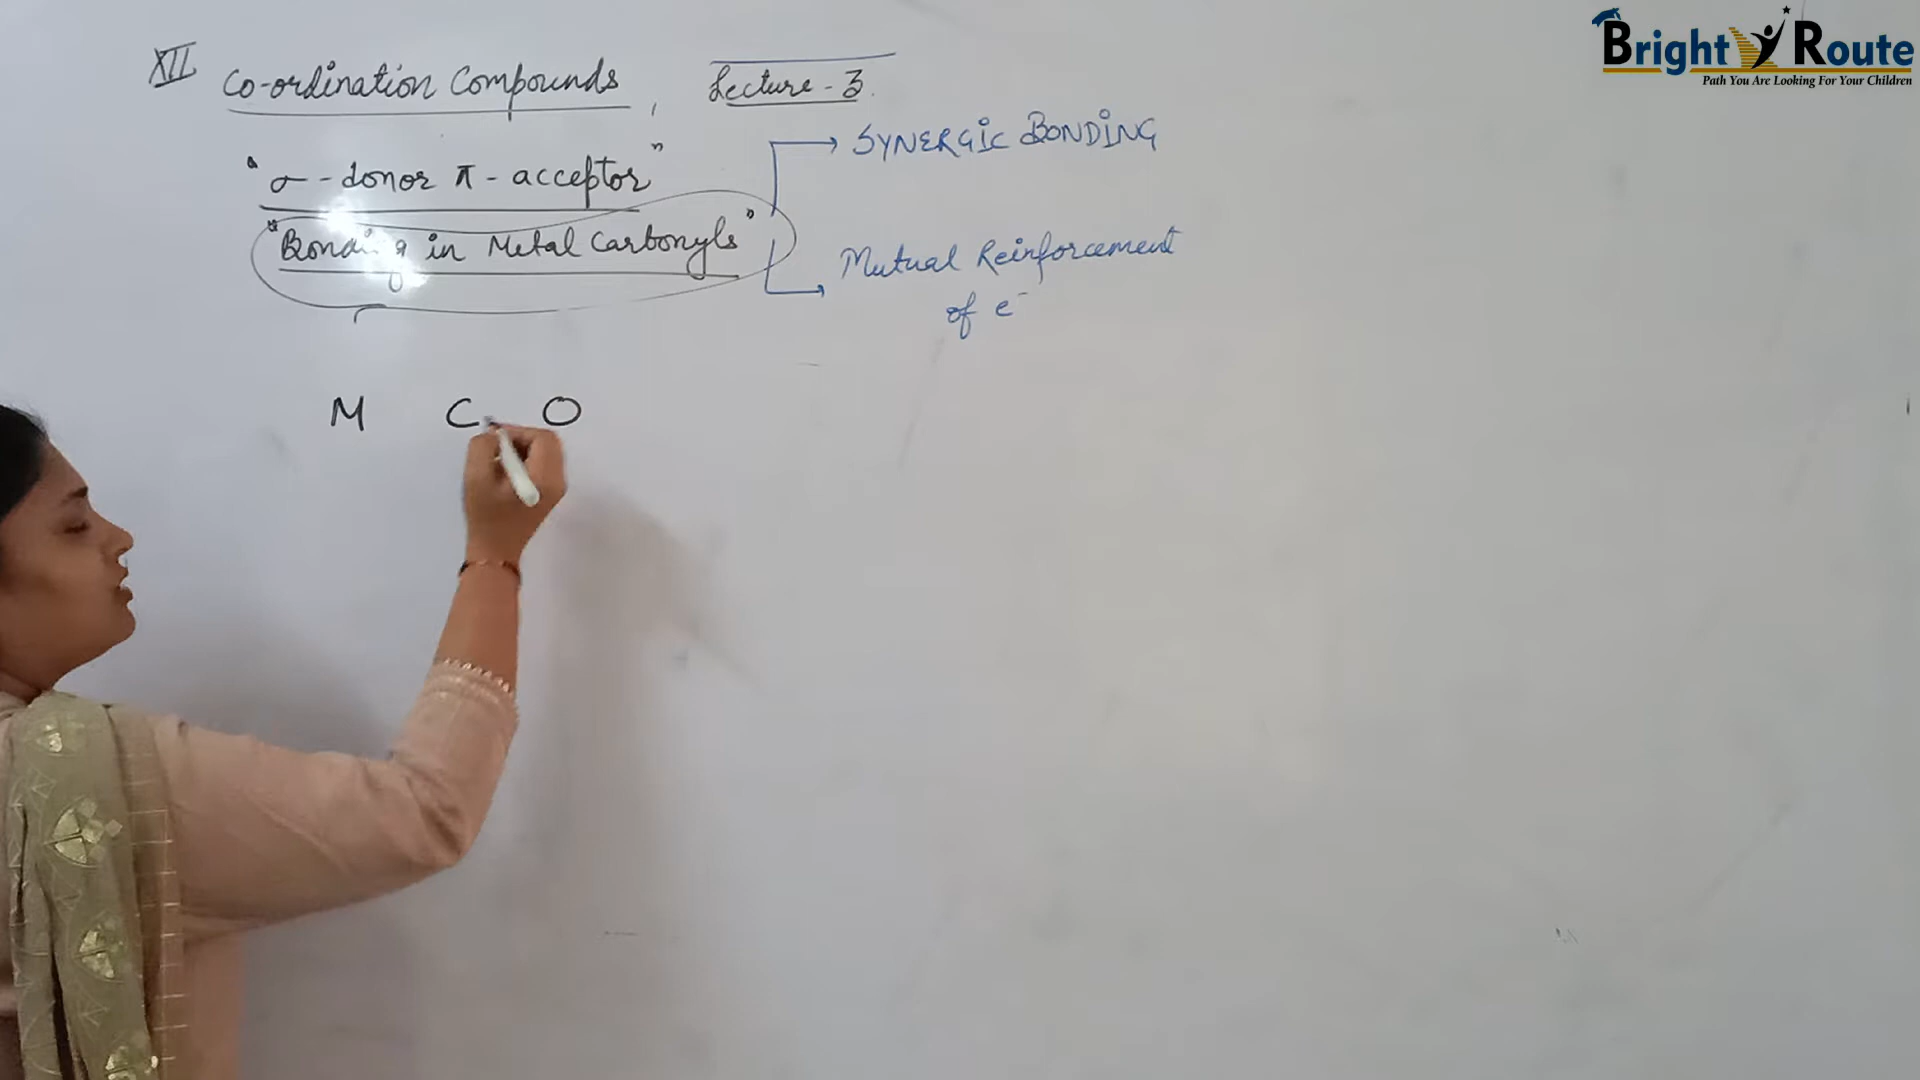 XII Co-ordination Compounds, Lecture - 3.
"σ - donor π - acceptor"
"Bonding in Metal Carbonyls"
→ SYNERGIC BONDING
→ Mutual Reinforcement
of e⁻
M C O
Bright Route
Path You Are Looking For Your Children